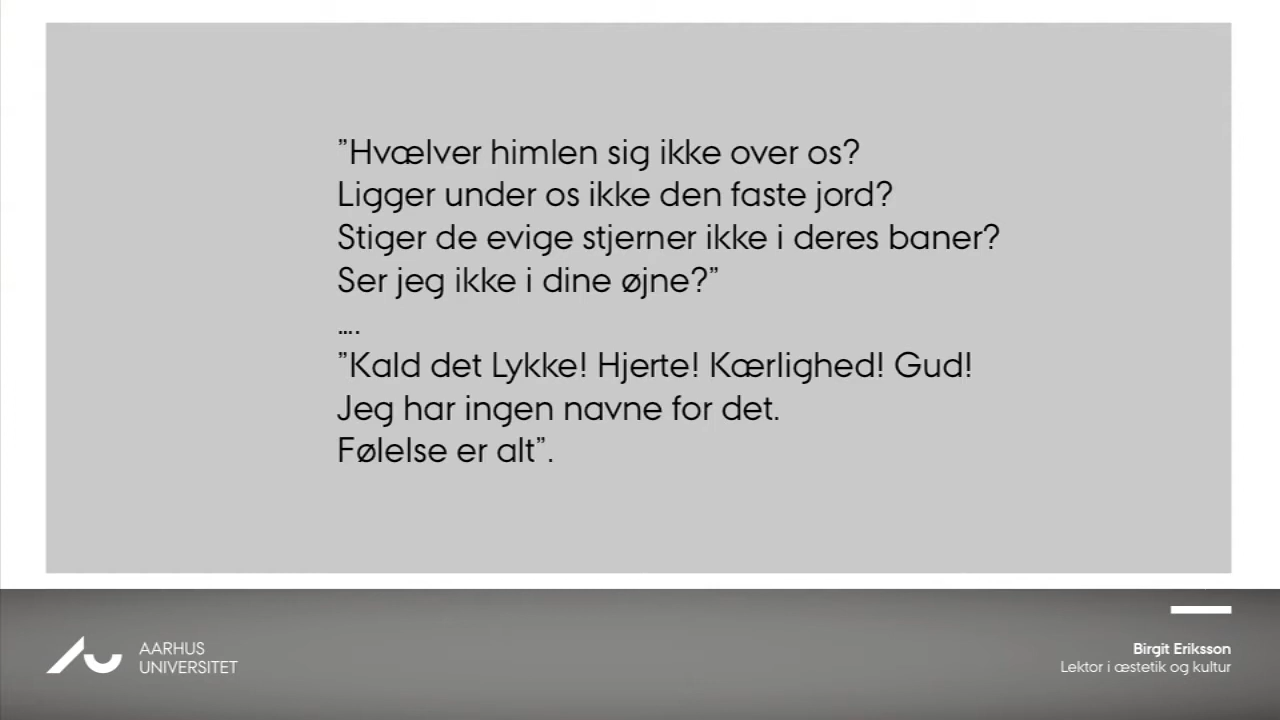 ”Hvælver himlen sig ikke over os?
Ligger under os ikke den faste jord?
Stiger de evige stjerner ikke i deres baner?
Ser jeg ikke i dine øjne?”
....
”Kald det Lykke! Hjerte! Kærlighed! Gud!
Jeg har ingen navne for det.
Følelse er alt”.
AARHUS
UNIVERSITET
Birgit Eriksson
Lektor i æstetik og kultur